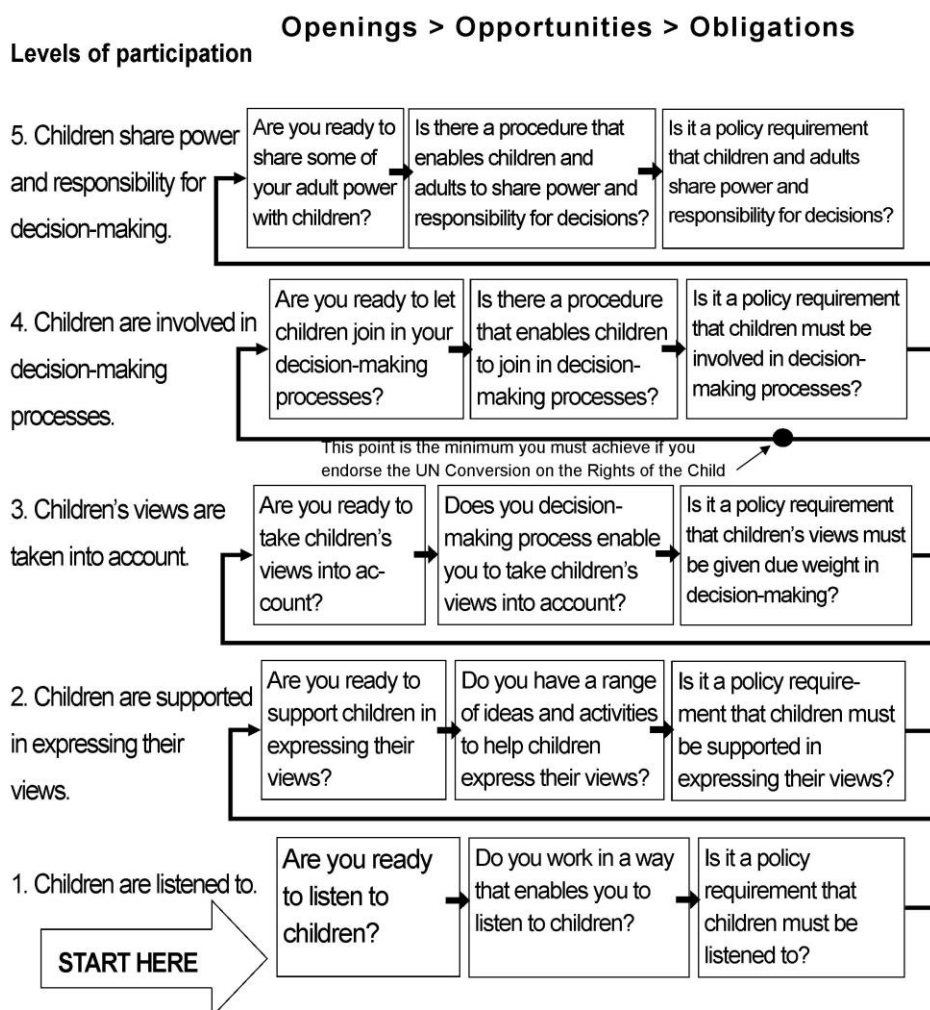 Openings > Opportunities > Obligations
Levels of participation
5. Children share power
and responsibility for
decision-making.
Are you ready to
share some of
your adult power
with children?
Is there a procedure that
enables children and
adults to share power and
responsibility for decisions?
Is it a policy requirement
that children and adults
share power and
responsibility for decisions?
4. Children are involved in
decision-making
processes.
Are you ready to let
children join in your
decision-making
processes?
Is there a procedure
that enables children
to join in decision-
making processes?
Is it a policy requirement
that children must be
involved in decision-
making processes?
This point is the minimum you must achieve if you
endorse the UN Conversion on the Rights of the Child
3. Children's views are
taken into account.
Are you ready to
take children's
views into ac-
count?
Does you decision-
making process enable
you to take children's
views into account?
Is it a policy requirement
that children's views must
be given due weight in
decision-making?
2. Children are supported
in expressing their
views.
Are you ready to
support children in
expressing their
views?
Do you have a range
of ideas and activities
to help children
express their views?
Is it a policy require-
ment that children must
be supported in
expressing their views?
1. Children are listened to.
Are you ready
to listen to
children?
Do you work in a way
that enables you to
listen to children?
Is it a policy
requirement that
children must be
listened to?
START HERE